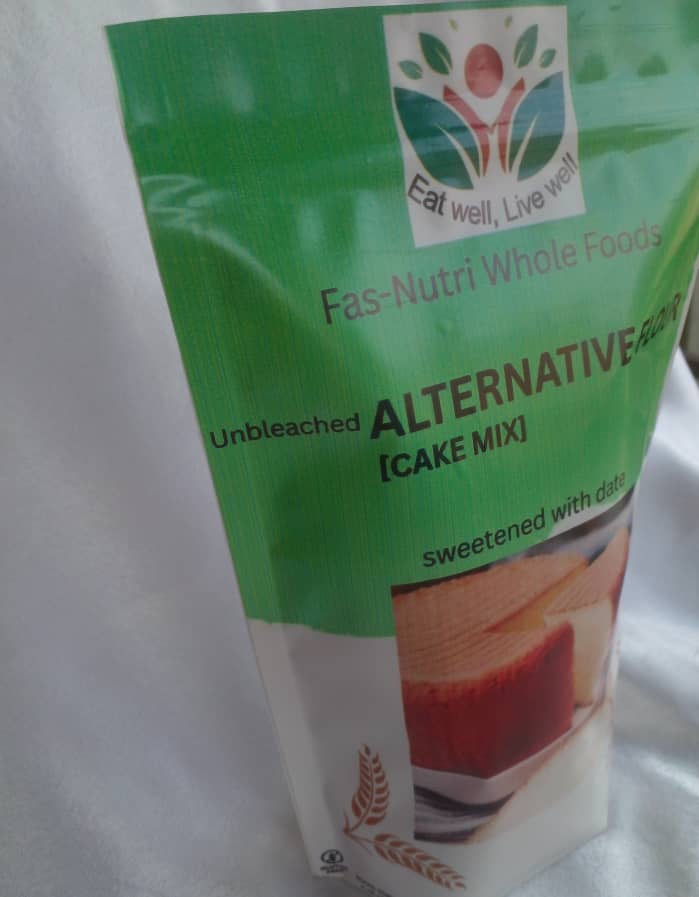 Eat well, Live well
Fas-Nutri Whole Foods
Unbleached ALTERNATIVE FLOUR
[CAKE MIX]
sweetened with date